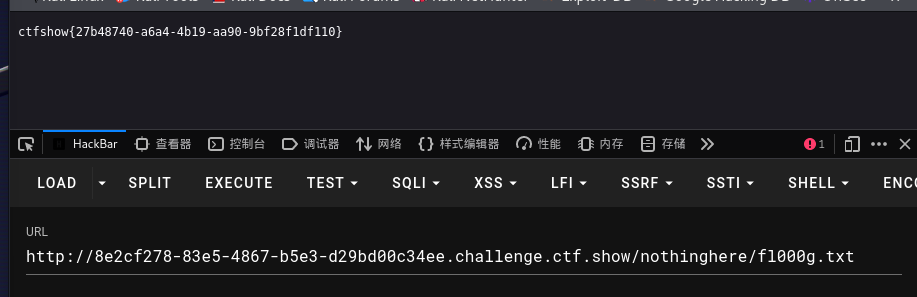 ctfshow{27b48740-a6a4-4b19-aa90-9bf28f1df110}
HackBar 查看器 控制台 调试器 网络 样式编辑器 性能 内存 存储 1
LOAD SPLIT EXECUTE TEST SQLI XSS LFI SSRF SSTI SHELL ENC
URL
http://8e2cf278-83e5-4867-b5e3-d29bd00c34ee.challenge.ctf.show/nothinghere/fl000g.txt